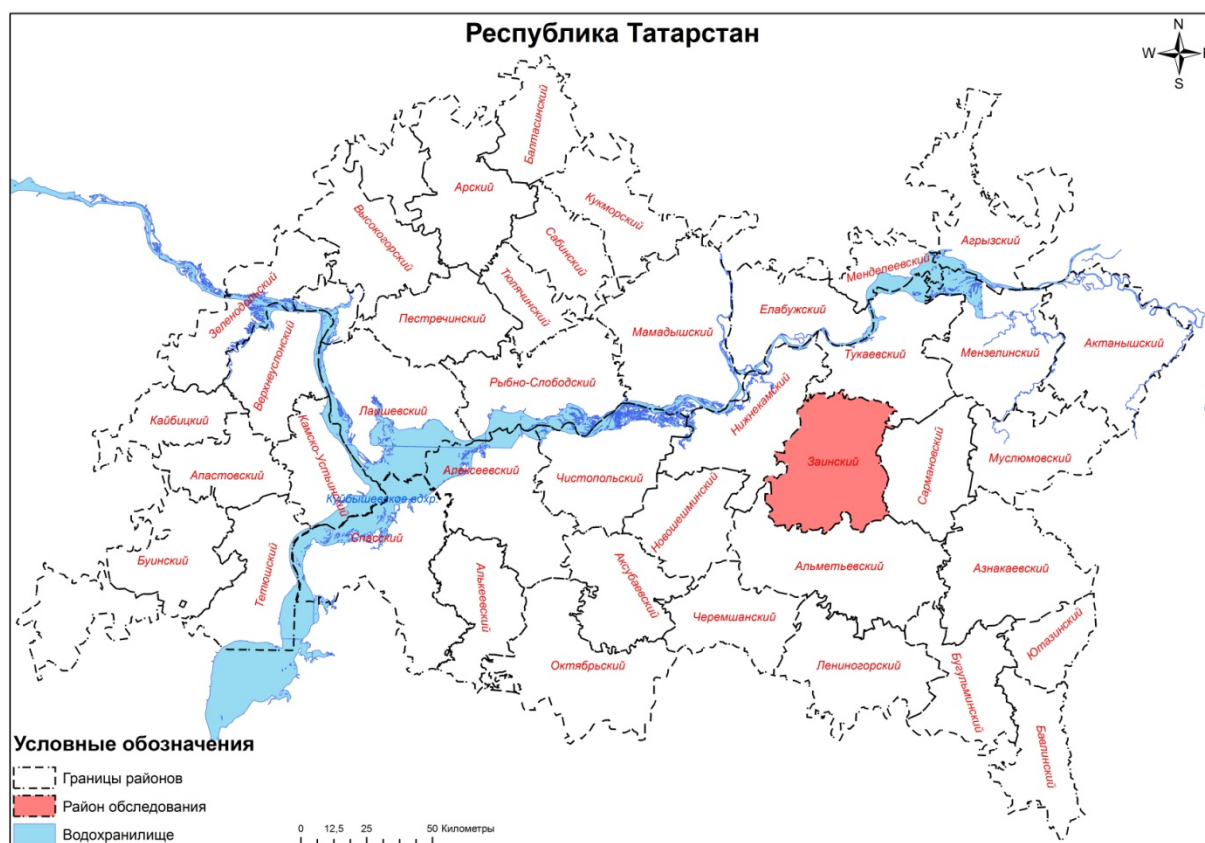 Республика Татарстан
N
W
E
S
Балтасинский
Арский
Кукморский
Высокогорский
Сабинский
Агрызский
Менделеевский
Зеленодольский
Тюлячинский
Елабужский
Пестречинский
Мамадышский
Актанышский
Верхнеуслонский
Тукаевский
Мензелинский
Рыбно-Слободский
Нижнекамский
Кайбицкий
Лаишевский
Камско-Устьинский
Заинский
Сармановский
Муслюмовский
Апастовский
Алексеевский
Чистопольский
Куйбышевское вдхр.
Новошешминский
Спасский
Буинский
Тетюшский
Алькеевский
Аксубаевский
Альметьевский
Азнакаевский
Черемшанский
Ютазинский
Октябрьский
Лениногорский
Бугульминский
Бавлинский
Условные обозначения
Границы районов
Район обследования
Водохранилище
0 12,5 25 50 Километры